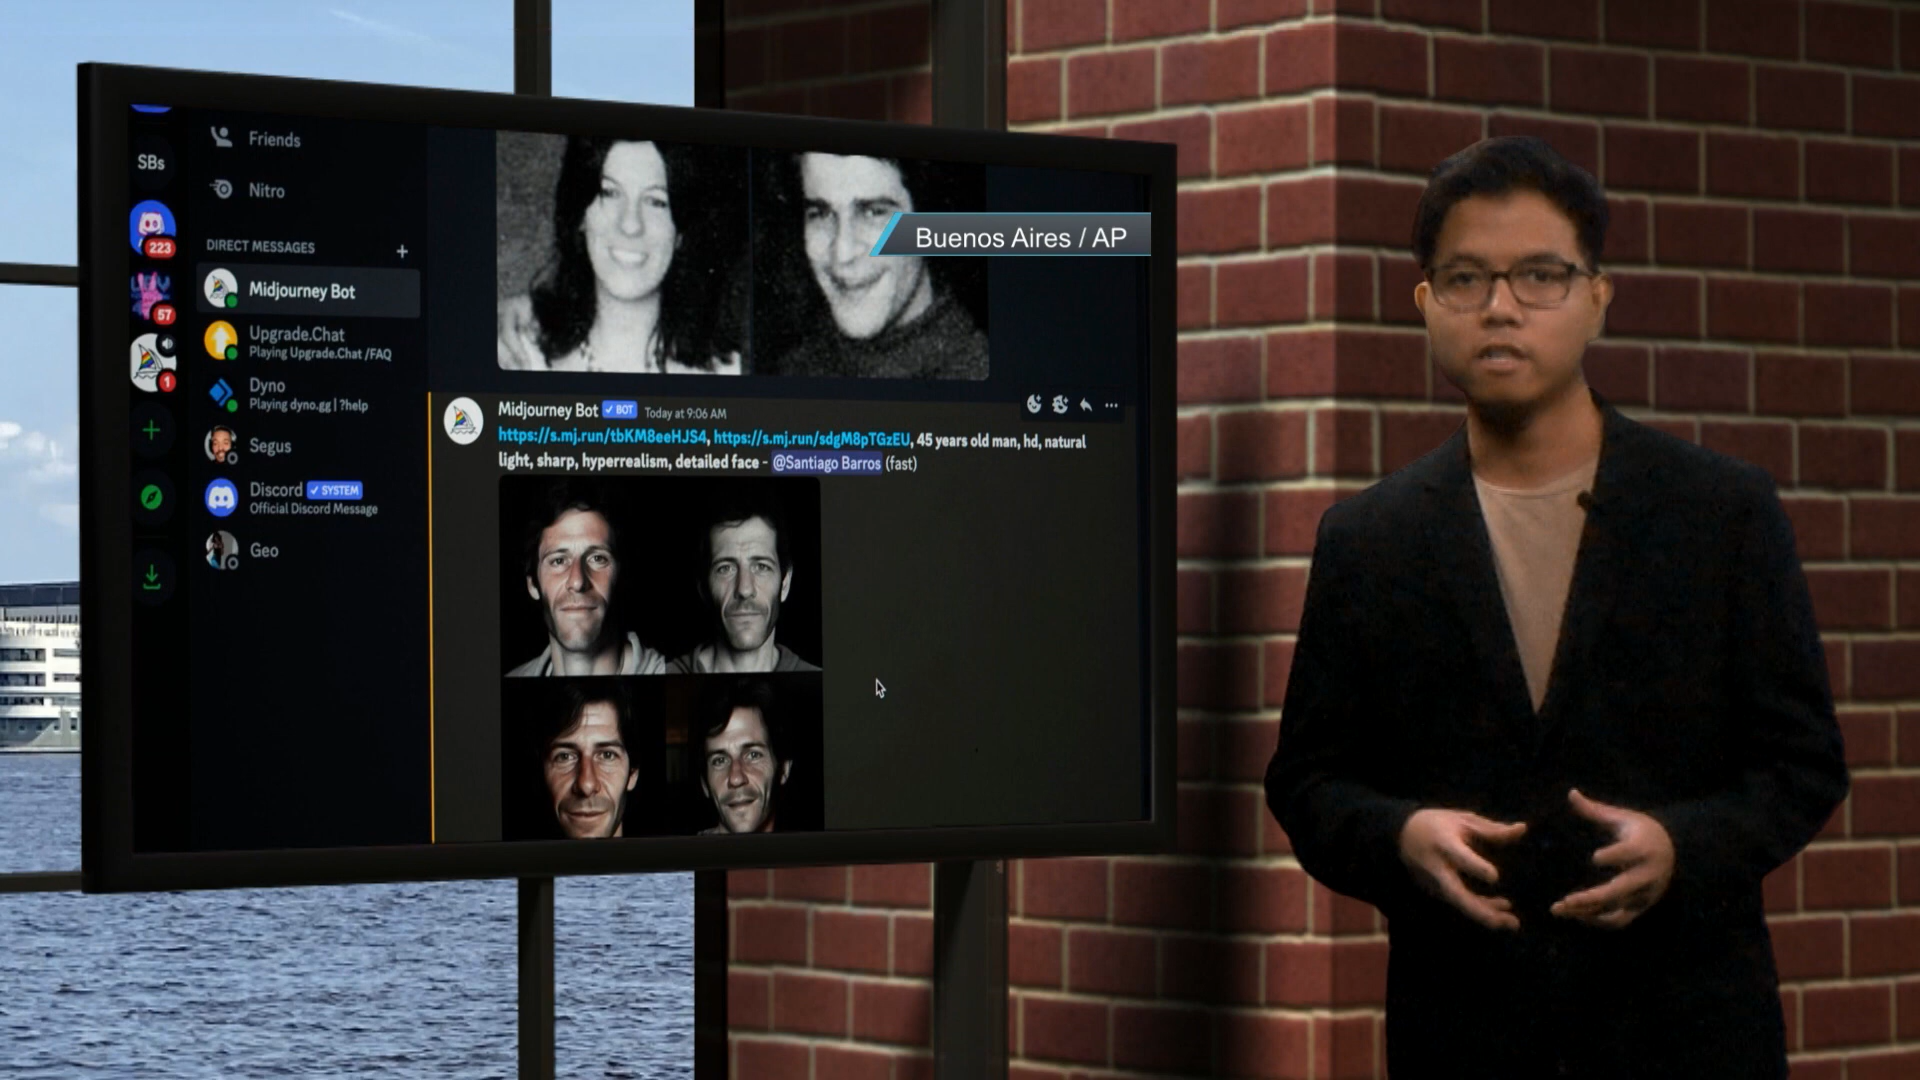 Friends
SBs
Nitro
223
DIRECT MESSAGES +
Midjourney Bot
57
Upgrade.Chat
Playing Upgrade.Chat /FAQ
1
Dyno
Playing dyno.gg | ?help
Segus
Discord ✓ SYSTEM
Official Discord Message
Geo
Buenos Aires / AP
Midjourney Bot ✓ BOT Today at 9:06 AM
https://s.mj.run/tbKM8eeHJS4, https://s.mj.run/sdgM8pTGzEU, 45 years old man, hd, natural
light, sharp, hyperrealism, detailed face - @Santiago Barros (fast)